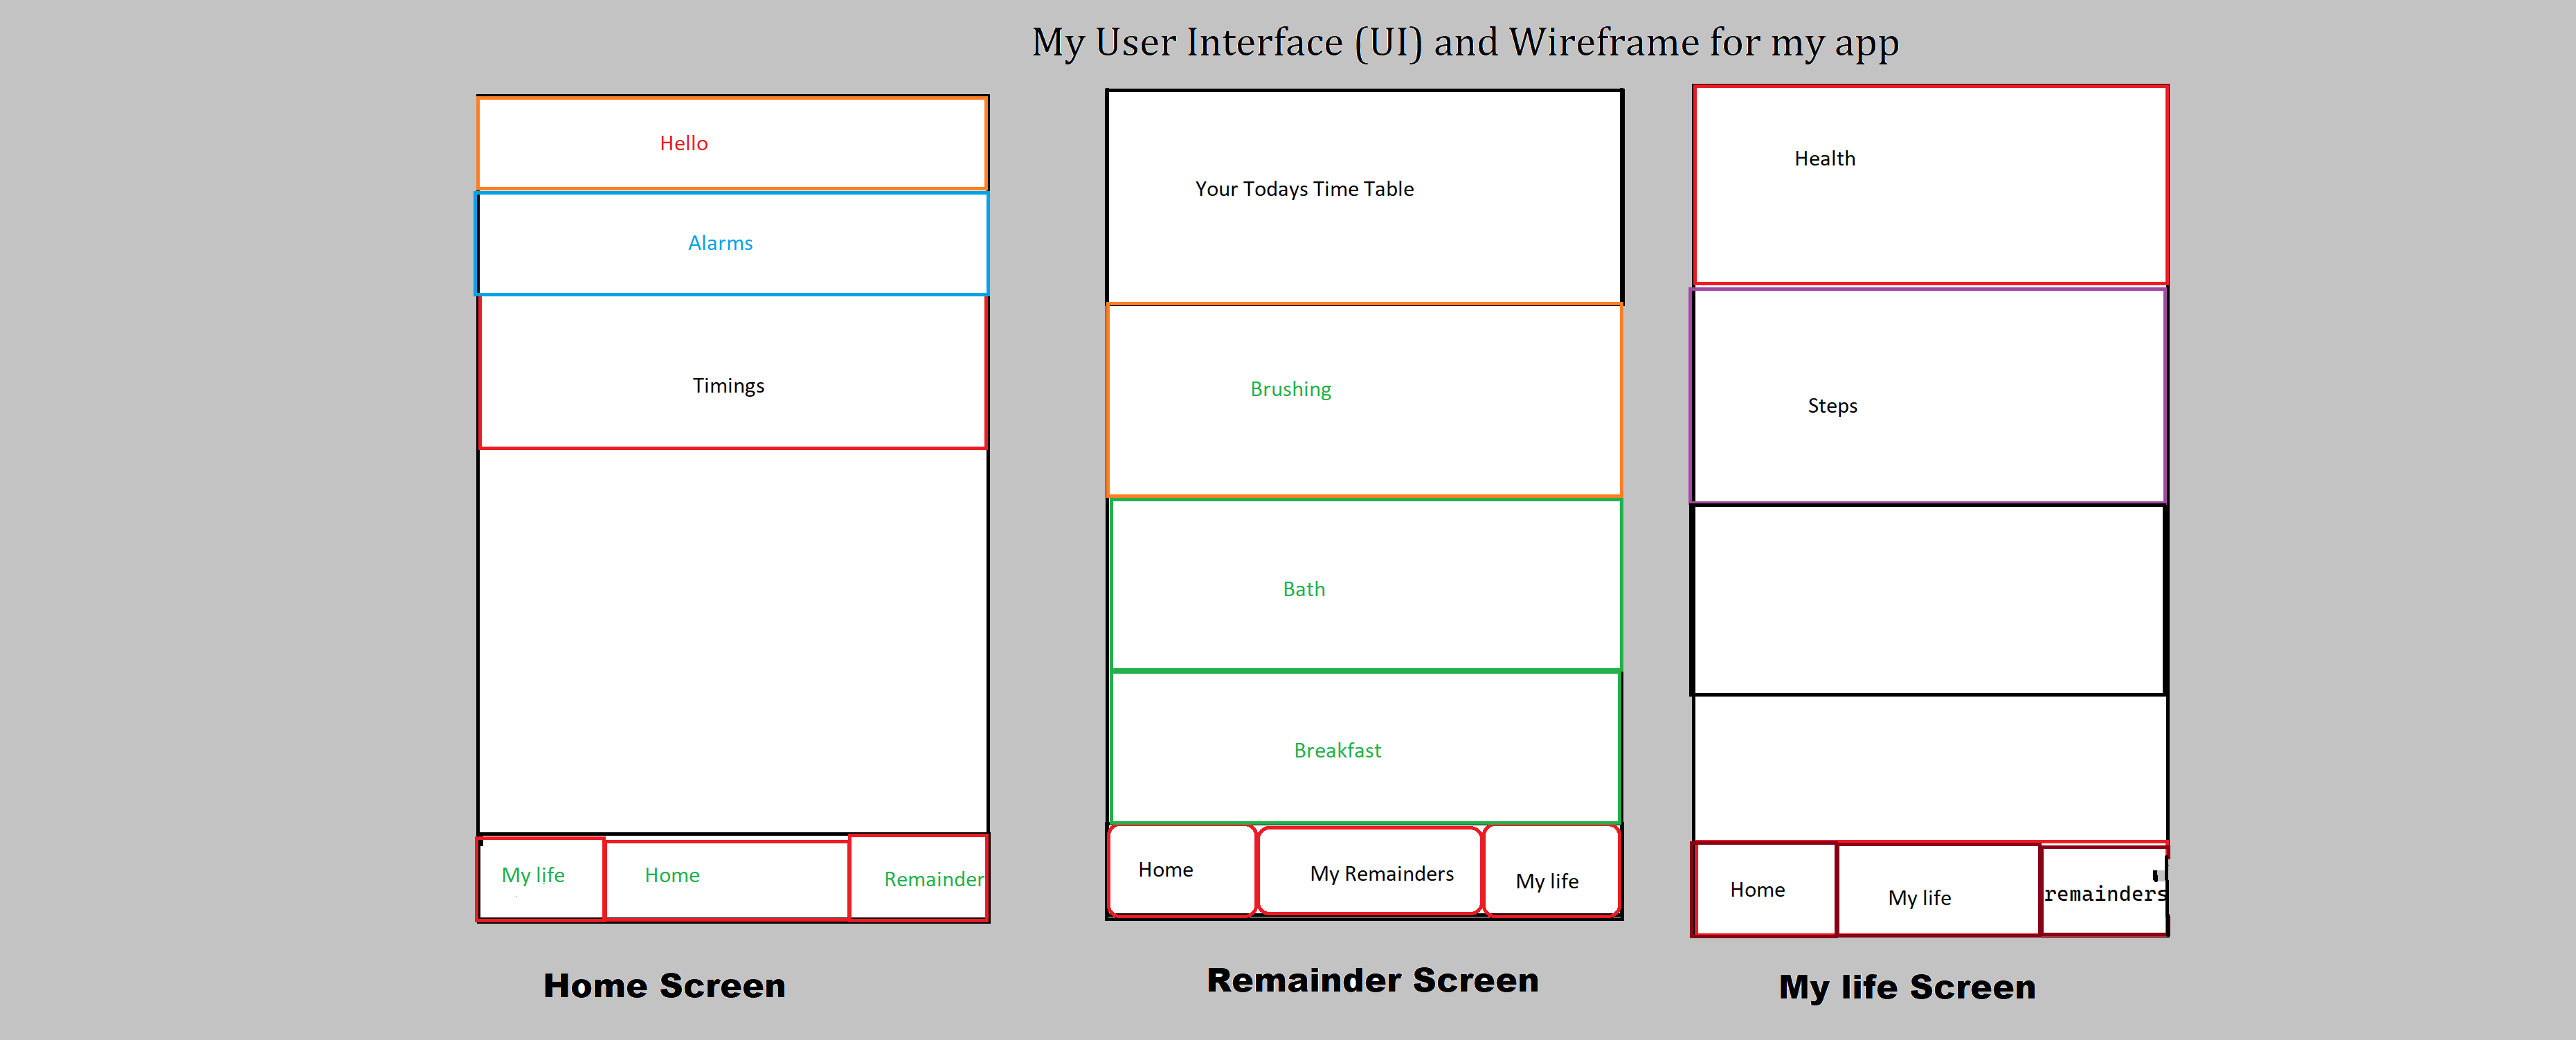 My User Interface (UI) and Wireframe for my app
Hello
Alarms
Timings
My life
Home
Remainder
Home Screen
Your Todays Time Table
Brushing
Bath
Breakfast
Home
My Remainders
My life
Remainder Screen
Health
Steps
Home
My life
remainders
My life Screen